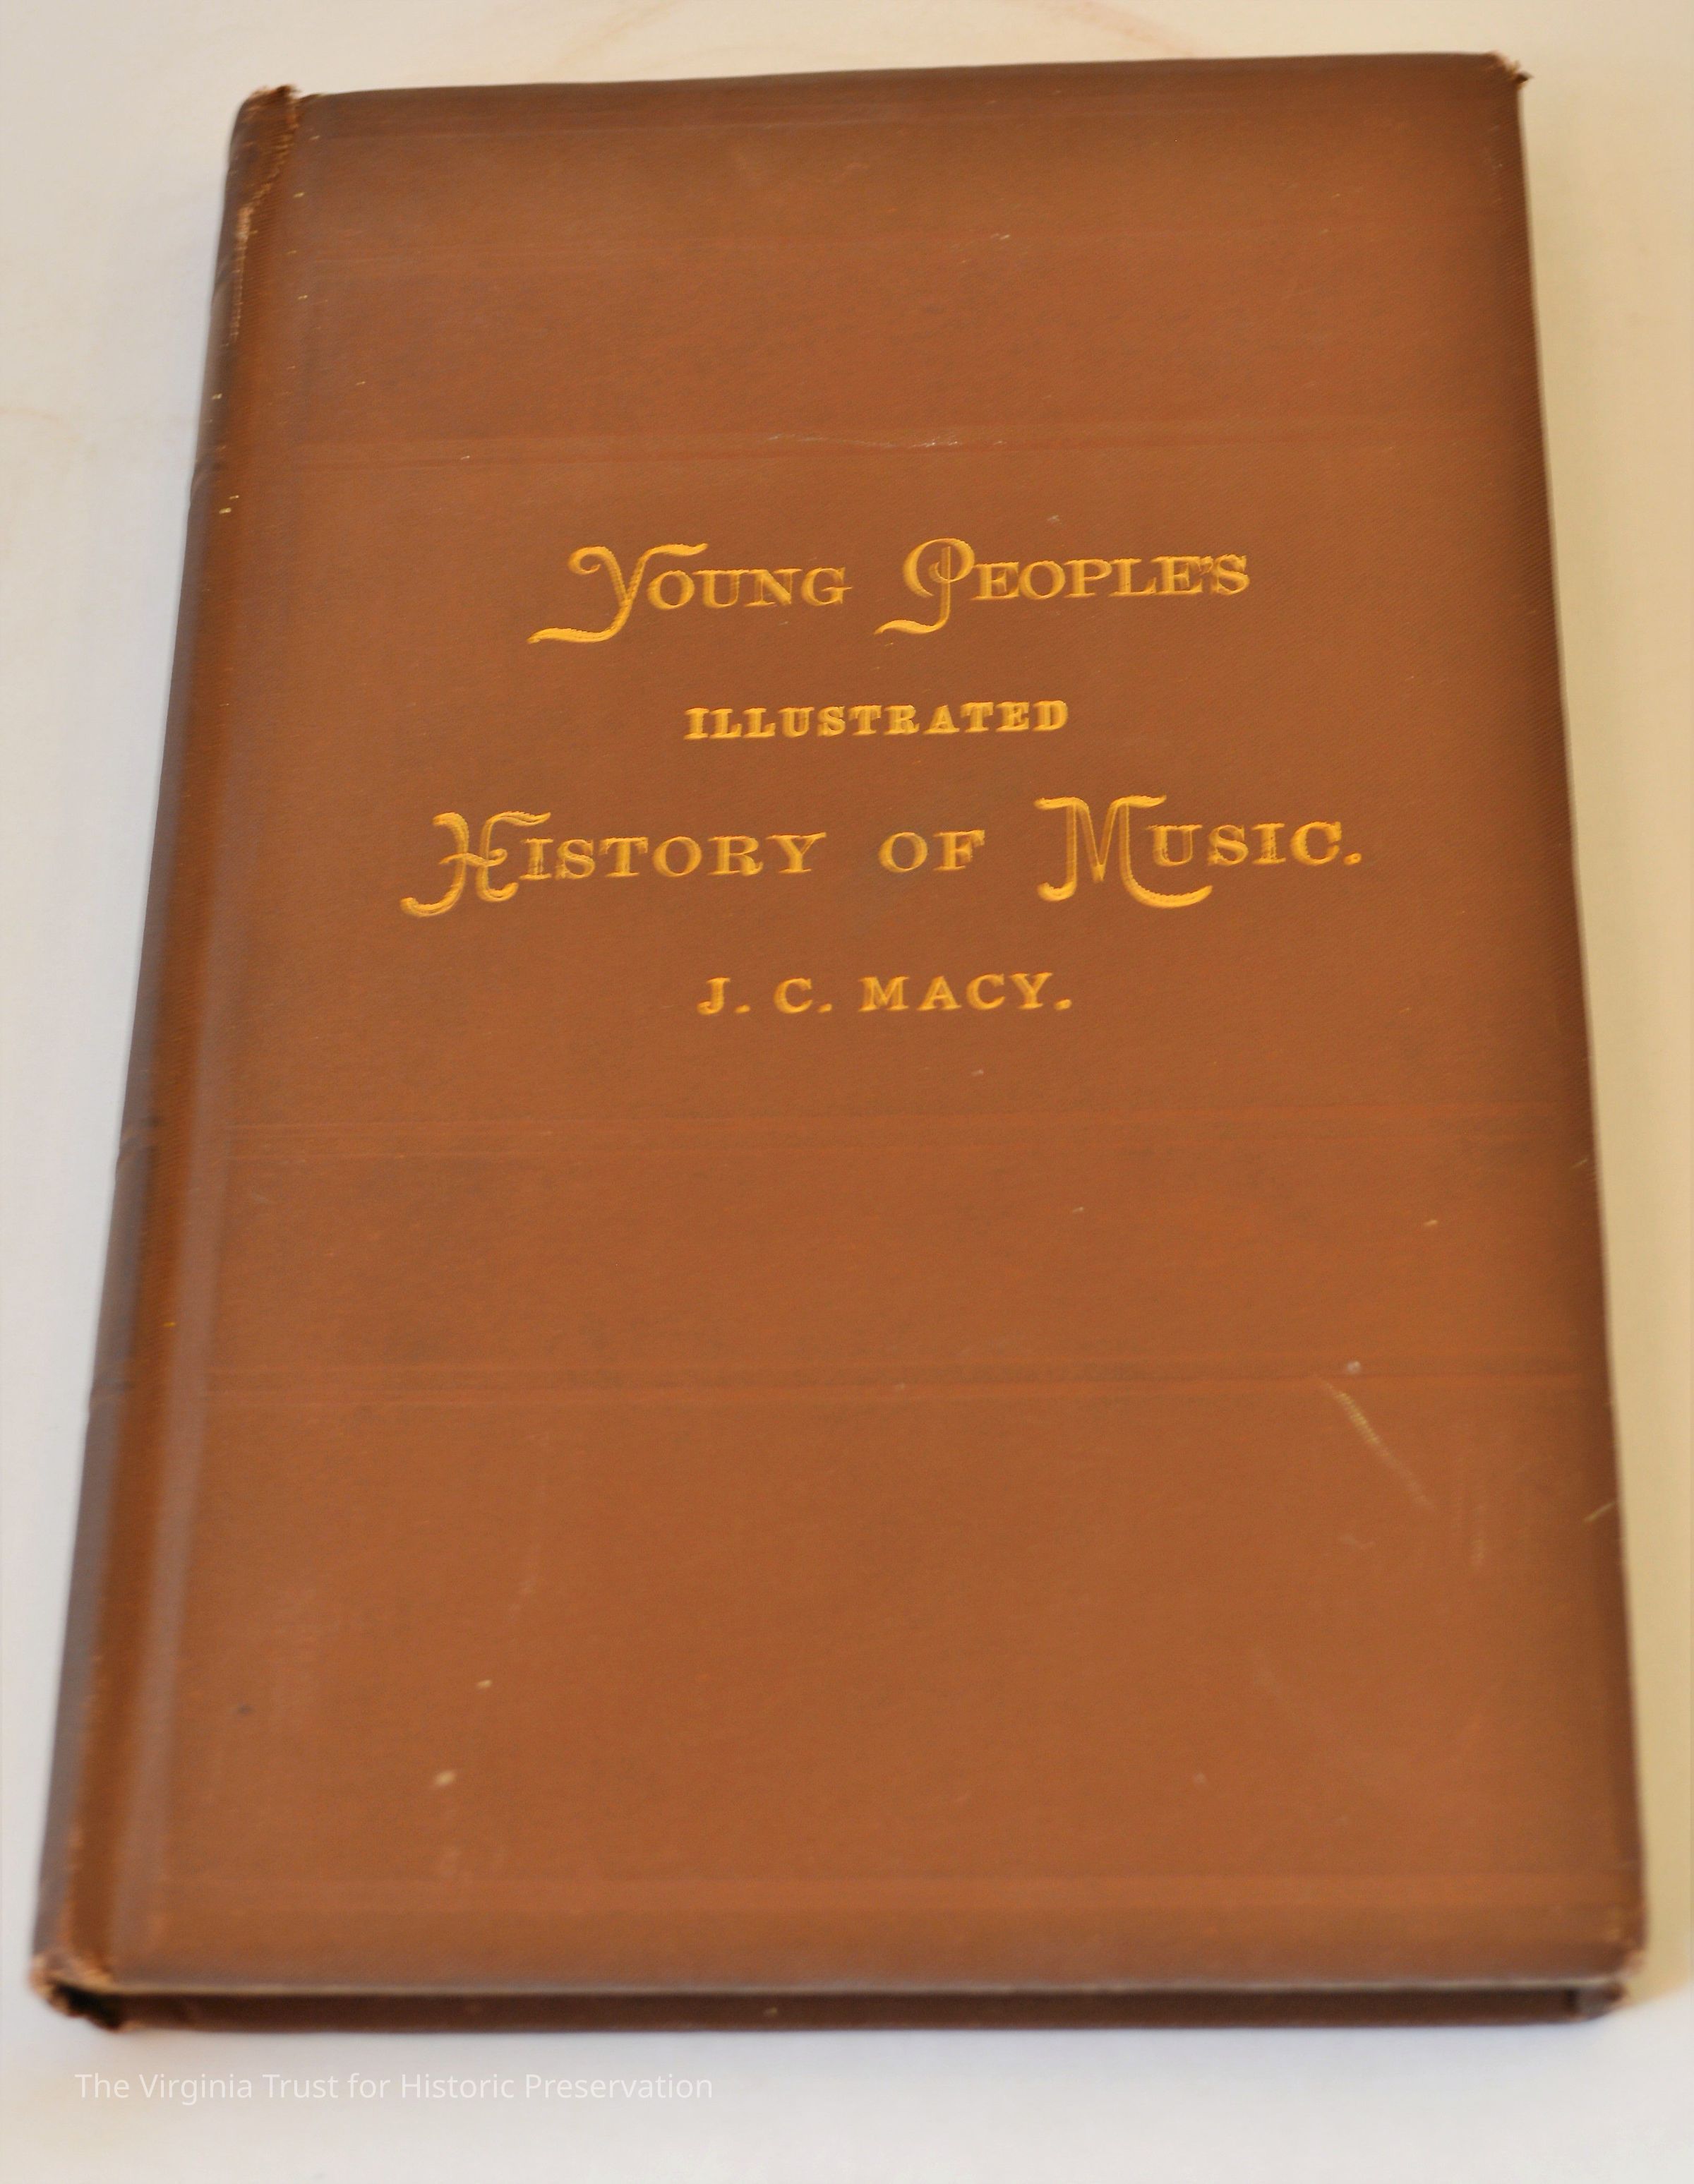 YOUNG PEOPLE'S
ILLUSTRATED
HISTORY OF MUSIC.
J. C. MACY.
The Virginia Trust for Historic Preservation